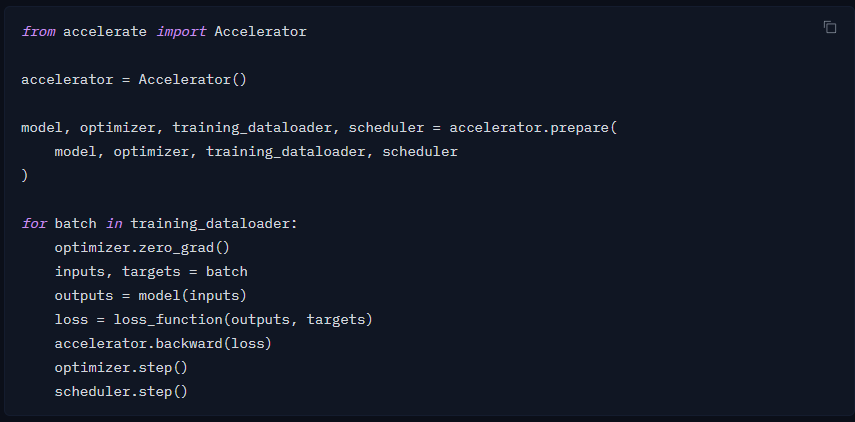 from accelerate import Accelerator

accelerator = Accelerator()

model, optimizer, training_dataloader, scheduler = accelerator.prepare(
    model, optimizer, training_dataloader, scheduler
)

for batch in training_dataloader:
    optimizer.zero_grad()
    inputs, targets = batch
    outputs = model(inputs)
    loss = loss_function(outputs, targets)
    accelerator.backward(loss)
    optimizer.step()
    scheduler.step()